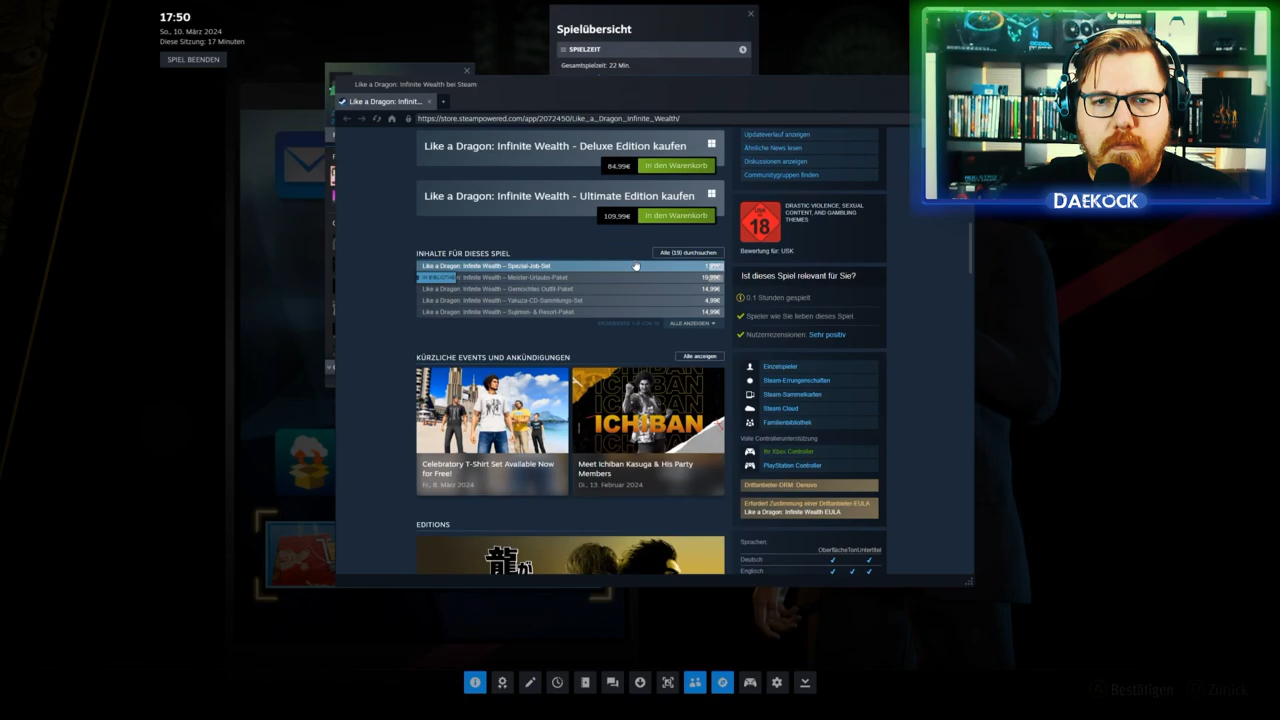 17:50
So., 10. März 2024
Diese Sitzung: 17 Minuten
SPIEL BEENDEN
Spielübersicht
SPIELZEIT
Gesamtspielzeit: 22 Min.
DAEKOCK
Like a Dragon: Infinite Wealth bei Steam
Like a Dragon: Infinit...
https://store.steampowered.com/app/2072450/Like_a_Dragon_Infinite_Wealth/
Like a Dragon: Infinite Wealth - Deluxe Edition kaufen
84,99€
In den Warenkorb
Like a Dragon: Infinite Wealth - Ultimate Edition kaufen
109,99€
In den Warenkorb
INHALTE FÜR DIESES SPIEL
Alle (19) durchsuchen
Like a Dragon: Infinite Wealth – Spezial-Job-Set
Infinite Wealth – Meister-Urlaubs-Paket
Like a Dragon: Infinite Wealth – Gemischtes Outfit-Paket 14,99€
Like a Dragon: Infinite Wealth – Yakuza-CD-Sammlungs-Set 4,99€
Like a Dragon: Infinite Wealth – Sujimon- & Resort-Paket 14,99€
ALLE ANZEIGEN
KÜRZLICHE EVENTS UND ANKÜNDIGUNGEN
Alle anzeigen
ICHIBAN
Celebratory T-Shirt Set Available Now for Free!
Fr., 8. März 2024
Meet Ichiban Kasuga & His Party Members
Di., 13. Februar 2024
EDITIONS
龍が
Updateverlauf anzeigen
Ähnliche News lesen
Diskussionen anzeigen
Communitygruppen finden
USK
18
DRASTIC VIOLENCE, SEXUAL
CONTENT, AND GAMBLING
THEMES
Bewertung für: USK
Ist dieses Spiel relevant für Sie?
0.1 Stunden gespielt
Spieler wie Sie lieben dieses Spiel.
Nutzerrezensionen: Sehr positiv
Einzelspieler
Steam-Errungenschaften
Steam-Sammelkarten
Steam Cloud
Familienbibliothek
Volle Controllerunterstützung
Ihr Xbox Controller
PlayStation Controller
Drittanbieter-DRM: Denuvo
Erfordert Zustimmung einer Drittanbieter-EULA
Like a Dragon: Infinite Wealth EULA
Sprachen:
Oberfläche Ton Untertitel
Deutsch ✓ ✓
Englisch ✓ ✓ ✓
Bestätigen
Zurück